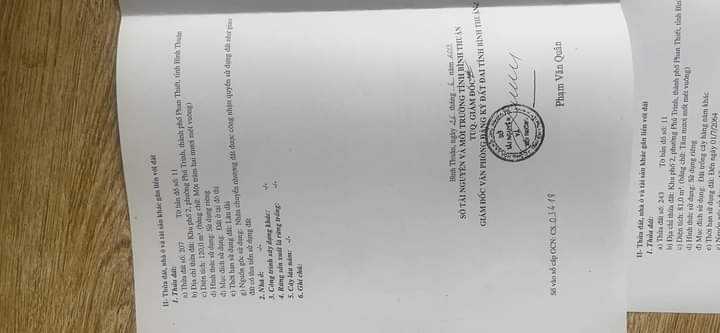 II- Thửa đất, nhà ở và tài sản khác gắn liền với đất
1. Thửa đất:
a) Thửa đất số: 207 Tờ bản đồ số: 11
b) Địa chỉ thửa đất: Khu phố 2, phường Phú Trinh, thành phố Phan Thiết, tỉnh Bình Thuận
c) Diện tích: 120,0 m², (bằng chữ: Một trăm hai mươi mét vuông)
d) Hình thức sử dụng: Sử dụng riêng
đ) Mục đích sử dụng: Đất ở tại đô thị
e) Thời hạn sử dụng đất: Lâu dài
g) Nguồn gốc sử dụng: Nhận chuyển nhượng đất được công nhận quyền sử dụng đất như giao
đất có thu tiền sử dụng đất
2. Nhà ở: -/-
3. Công trình xây dựng khác: -/-
4. Rừng sản xuất là rừng trồng: -/-
5. Cây lâu năm: -/-
6. Ghi chú:
Bình Thuận, ngày tháng năm
SỞ TÀI NGUYÊN VÀ MÔI TRƯỜNG TỈNH BÌNH THUẬN
TUQ. GIÁM ĐỐC
GIÁM ĐỐC VĂN PHÒNG ĐĂNG KÝ ĐẤT ĐAI TỈNH BÌNH THUẬN
Phạm Văn Quân
Số vào sổ cấp GCN: CS
II- Thửa đất, nhà ở và tài sản khác gắn liền với đất
1. Thửa đất:
a) Thửa đất số: 243 Tờ bản đồ số: 11
b) Địa chỉ thửa đất: Khu phố 2, phường Phú Trinh, thành phố Phan Thiết, tỉnh
c) Diện tích: 81,0 m², (bằng chữ: Tám mươi mốt mét vuông)
d) Hình thức sử dụng: Sử dụng riêng
đ) Mục đích sử dụng: Đất trồng cây hàng năm khác
e) Thời hạn sử dụng đất: Đến ngày 01/7/2064